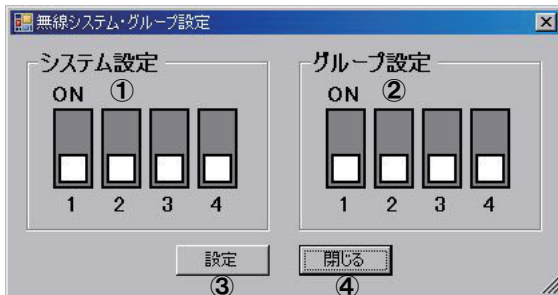 無線システム・グループ設定
システム設定
グループ設定
ON ①
ON ②
1 2 3 4
1 2 3 4
設定
閉じる
③
④